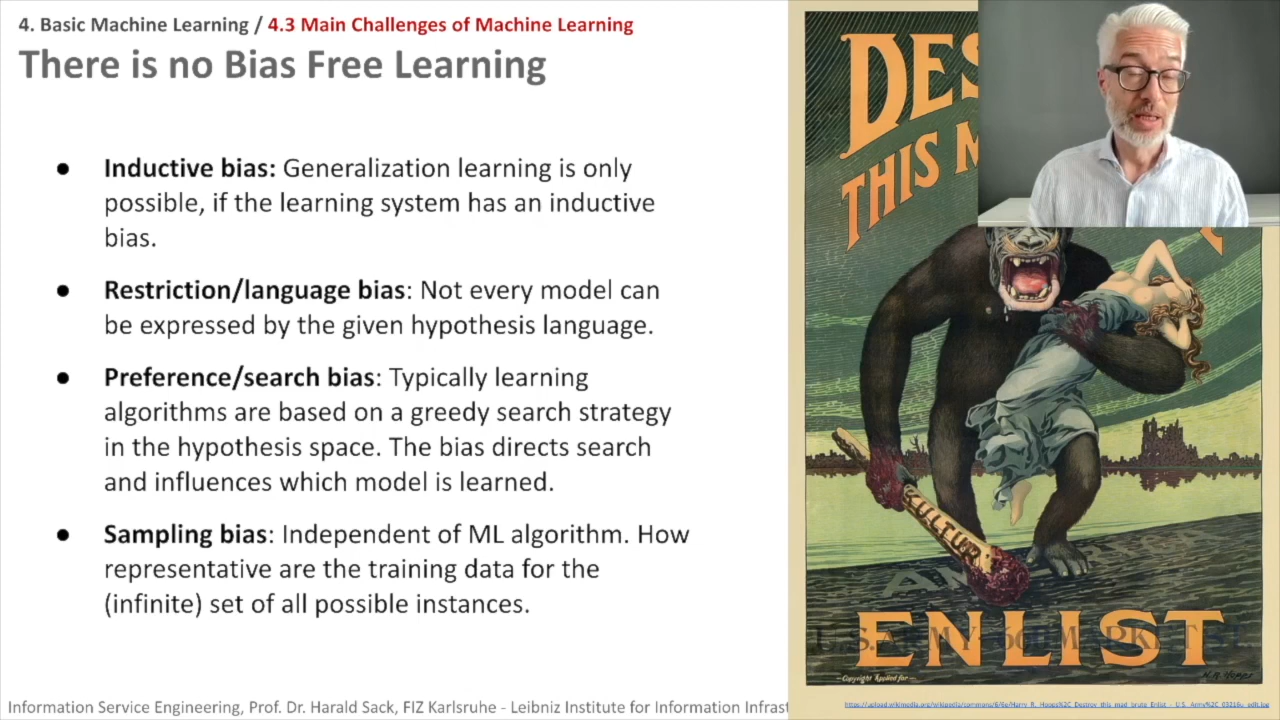 4. Basic Machine Learning / 4.3 Main Challenges of Machine Learning
There is no Bias Free Learning
● Inductive bias: Generalization learning is only
possible, if the learning system has an inductive
bias.
● Restriction/language bias: Not every model can
be expressed by the given hypothesis language.
● Preference/search bias: Typically learning
algorithms are based on a greedy search strategy
in the hypothesis space. The bias directs search
and influences which model is learned.
● Sampling bias: Independent of ML algorithm. How
representative are the training data for the
(infinite) set of all possible instances.
Information Service Engineering, Prof. Dr. Harald Sack, FIZ Karlsruhe - Leibniz Institute for Information Infrast
DES
THIS M
KULTUR
ENLIST
U.S. ARMY
-Copyright Applied for-